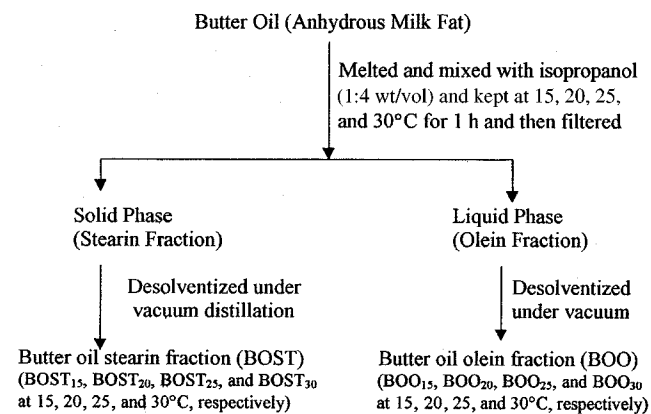 Butter Oil (Anhydrous Milk Fat)
Melted and mixed with isopropanol
(1:4 wt/vol) and kept at 15, 20, 25,
and 30°C for 1 h and then filtered
Solid Phase
(Stearin Fraction)
Liquid Phase
(Olein Fraction)
Desolventized under
vacuum distillation
Desolventized
under vacuum
Butter oil stearin fraction (BOST)
(BOST₁₅, BOST₂₀, BOST₂₅, and BOST₃₀
at 15, 20, 25, and 30°C, respectively)
Butter oil olein fraction (BOO)
(BOO₁₅, BOO₂₀, BOO₂₅, and BOO₃₀
at 15, 20, 25, and 30°C, respectively)